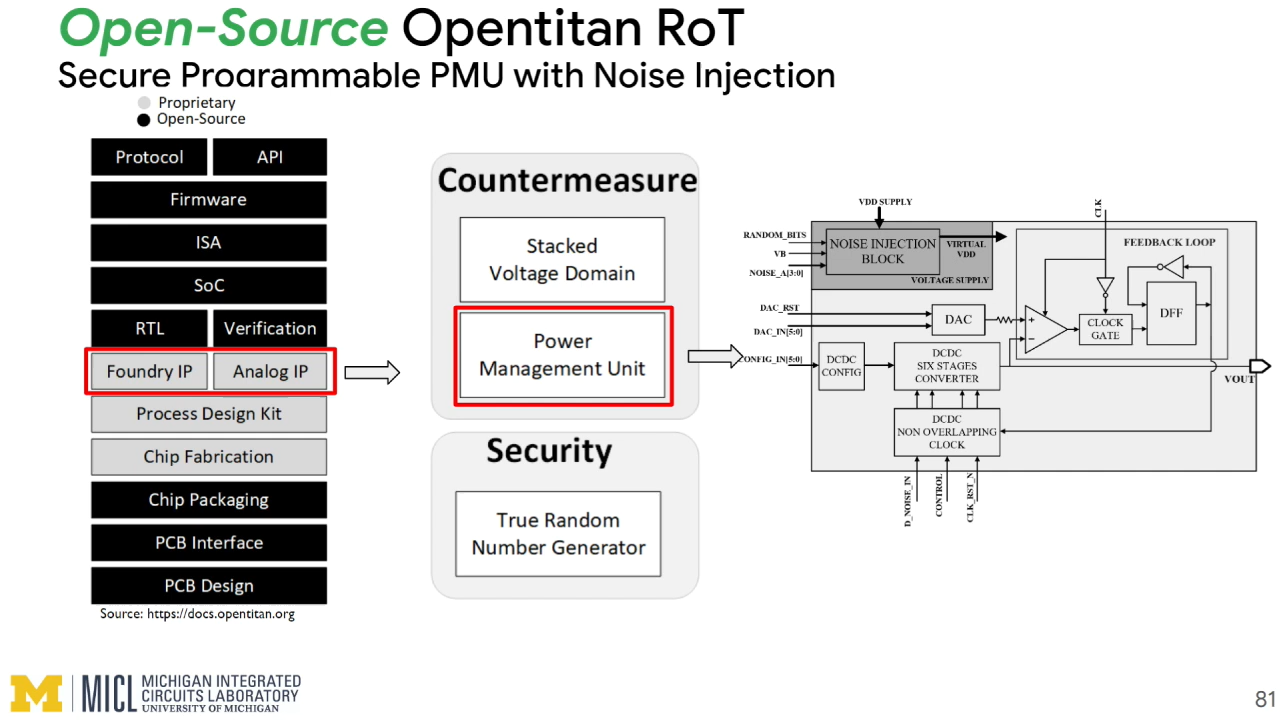 Open-Source Opentitan RoT
Secure Programmable PMU with Noise Injection
Proprietary
Open-Source
Protocol
API
Firmware
ISA
SoC
RTL
Verification
Foundry IP
Analog IP
Process Design Kit
Chip Fabrication
Chip Packaging
PCB Interface
PCB Design
Source: https://docs.opentitan.org
Countermeasure
Stacked
Voltage Domain
Power
Management Unit
Security
True Random
Number Generator
VDD SUPPLY
CLK
RANDOM_BITS
VB
NOISE_A[3:0]
NOISE INJECTION
BLOCK
VIRTUAL
VDD
VOLTAGE SUPPLY
FEEDBACK LOOP
DAC_RST
DAC_IN[5:0]
DAC
+
−
CLOCK
GATE
DFF
CONFIG_IN[5:0]
DCDC
CONFIG
DCDC
SIX STAGES
CONVERTER
VOUT
DCDC
NON OVERLAPPING
CLOCK
D_NOISE_IN
CONTROL
CLK_RST_N
M
MICL
MICHIGAN INTEGRATED
CIRCUITS LABORATORY
UNIVERSITY OF MICHIGAN
81